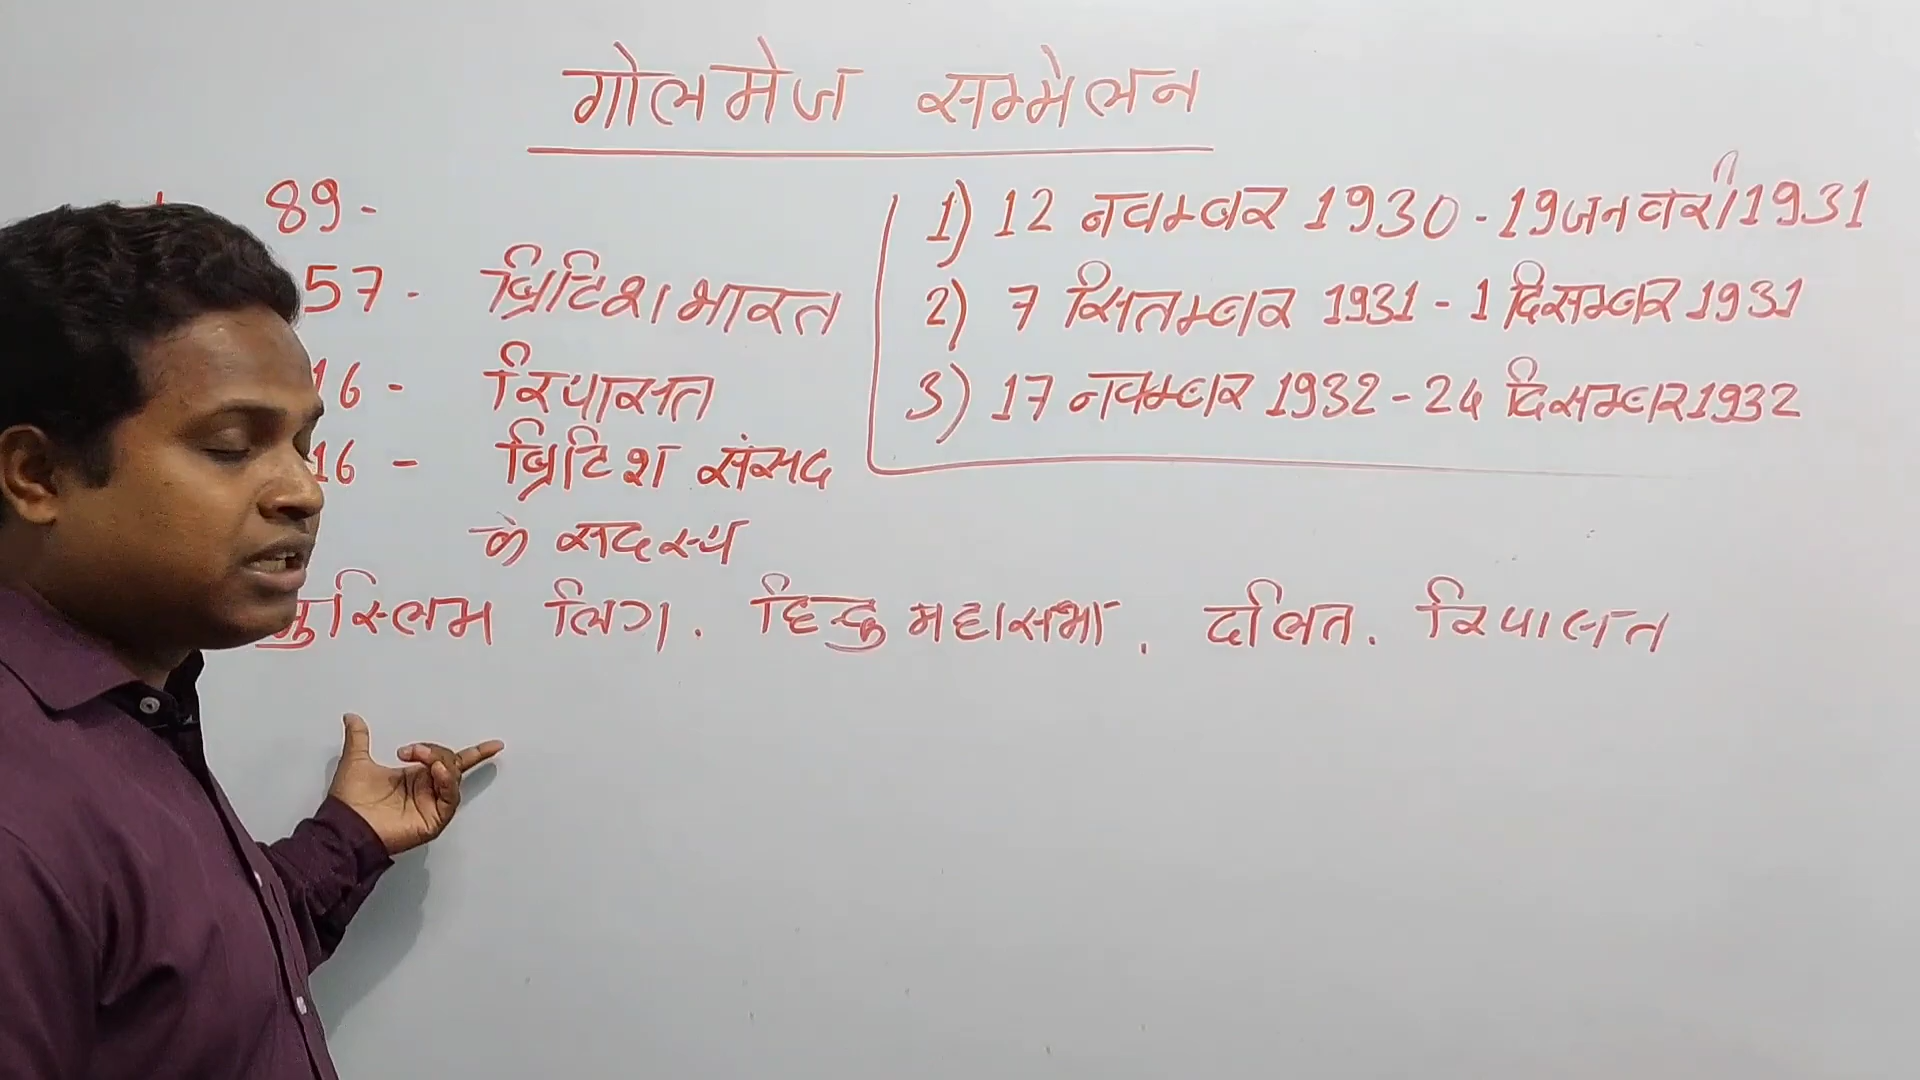 गोलमेज सम्मेलन
89-
57- ब्रिटिश भारत
16- रियासत
16- ब्रिटिश संसद
के सदस्य
1) 12 नवम्बर 1930-19 जनवरी 1931
2) 7 सितम्बर 1931-1 दिसम्बर 1931
3) 17 नवम्बर 1932-24 दिसम्बर 1932
मुस्लिम लिग. हिन्दु महासभा. दलित. रियासत